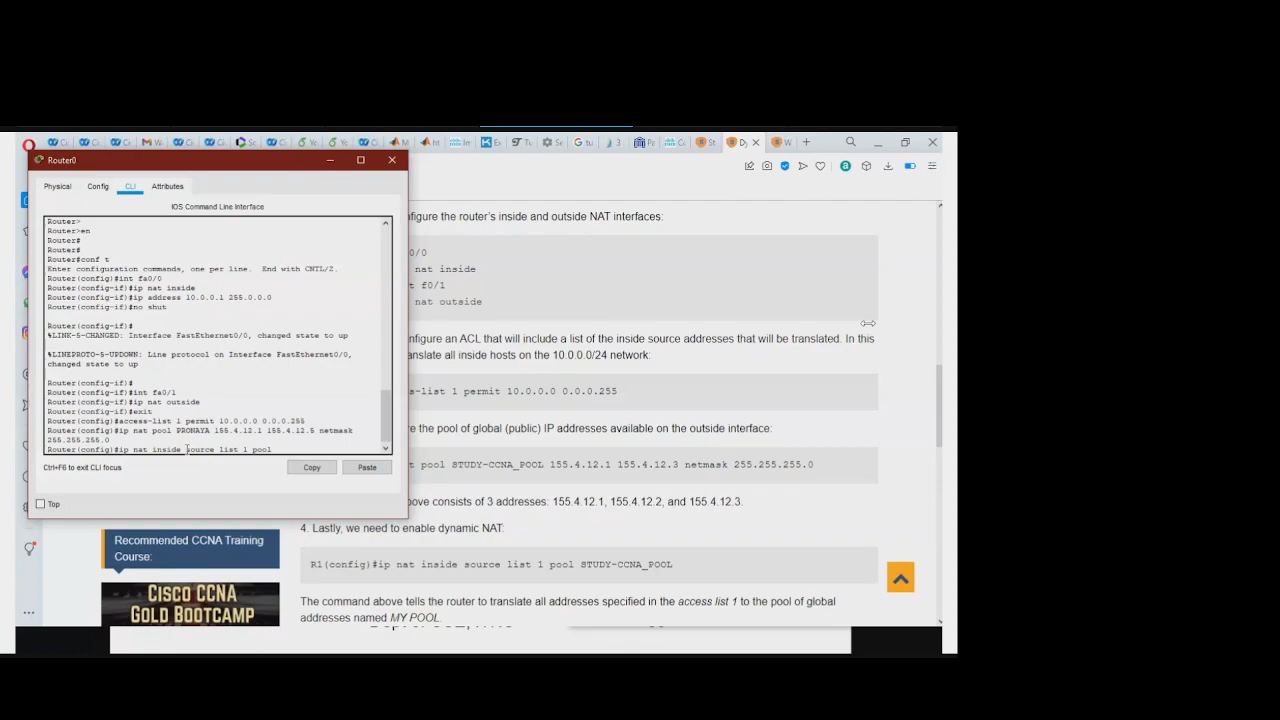 Router0
Physical
Config
CLI
Attributes
IOS Command Line Interface
Router>
Router>en
Router#
Router#
Router#conf t
Enter configuration commands, one per line. End with CNTL/Z.
Router(config)#int fa0/0
Router(config-if)#ip nat inside
Router(config-if)#ip address 10.0.0.1 255.0.0.0
Router(config-if)#no shut
Router(config-if)#
%LINK-5-CHANGED: Interface FastEthernet0/0, changed state to up
%LINEPROTO-5-UPDOWN: Line protocol on Interface FastEthernet0/0,
changed state to up
Router(config-if)#
Router(config-if)#int fa0/1
Router(config-if)#ip nat outside
Router(config-if)#exit
Router(config)#access-list 1 permit 10.0.0.0 0.0.0.255
Router(config)#ip nat pool PRONAYA 155.4.12.1 155.4.12.5 netmask
255.255.255.0
Router(config)#ip nat inside source list 1 pool
Ctrl+F6 to exit CLI focus
Copy
Paste
Top
figure the router's inside and outside NAT interfaces:
0/0
nat inside
t f0/1
nat outside
nfigure an ACL that will include a list of the inside source addresses that will be translated. In this
anslate all inside hosts on the 10.0.0.0/24 network:
s-list 1 permit 10.0.0.0 0.0.0.255
re the pool of global (public) IP addresses available on the outside interface:
t pool STUDY-CCNA_POOL 155.4.12.1 155.4.12.3 netmask 255.255.255.0
ove consists of 3 addresses: 155.4.12.1, 155.4.12.2, and 155.4.12.3.
4. Lastly, we need to enable dynamic NAT:
R1(config)#ip nat inside source list 1 pool STUDY-CCNA_POOL
The command above tells the router to translate all addresses specified in the access list 1 to the pool of global
addresses named MY POOL.
Recommended CCNA Training
Course:
CISCO CCNA
GOLD BOOTCAMP